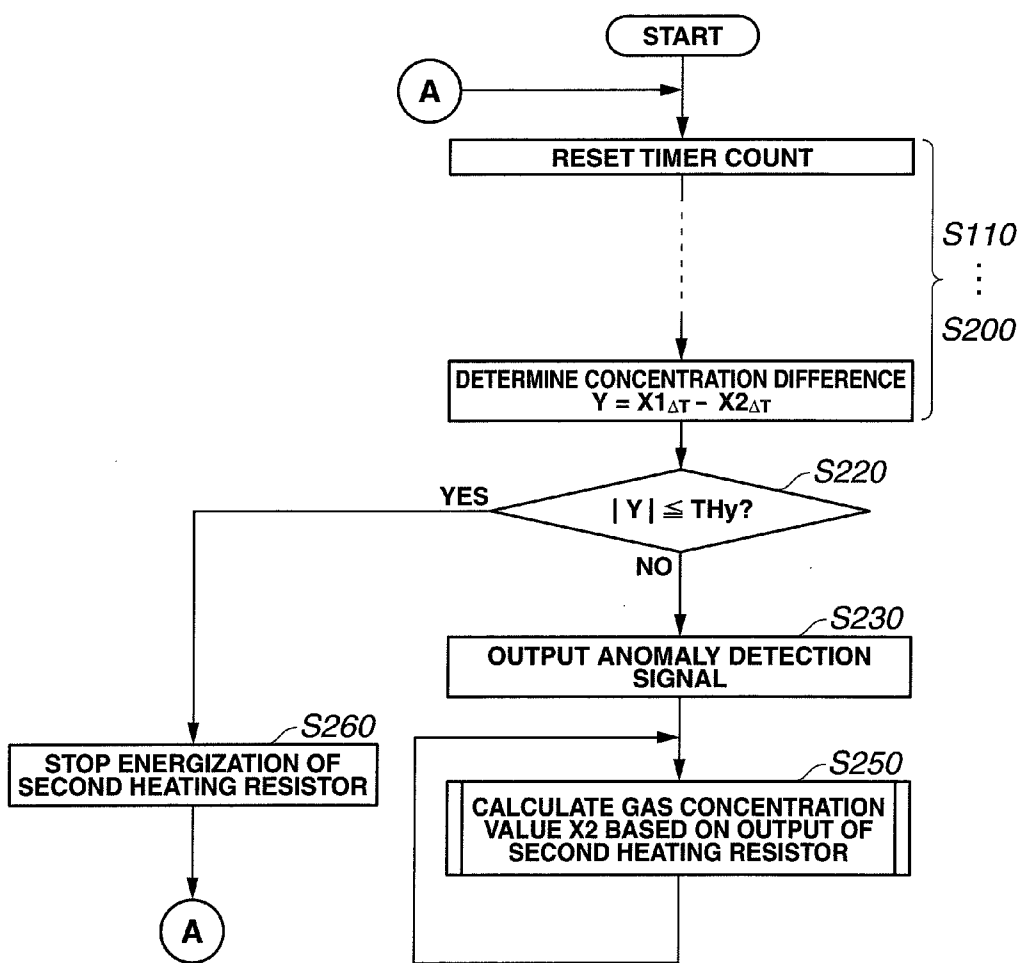 START
A
RESET TIMER COUNT
S110
⋮
S200
DETERMINE CONCENTRATION DIFFERENCE
Y = X1ΔT – X2ΔT
S220
YES
| Y | ≦ THy?
NO
S230
OUTPUT ANOMALY DETECTION
SIGNAL
S260
STOP ENERGIZATION OF
SECOND HEATING RESISTOR
S250
CALCULATE GAS CONCENTRATION
VALUE X2 BASED ON OUTPUT OF
SECOND HEATING RESISTOR
A